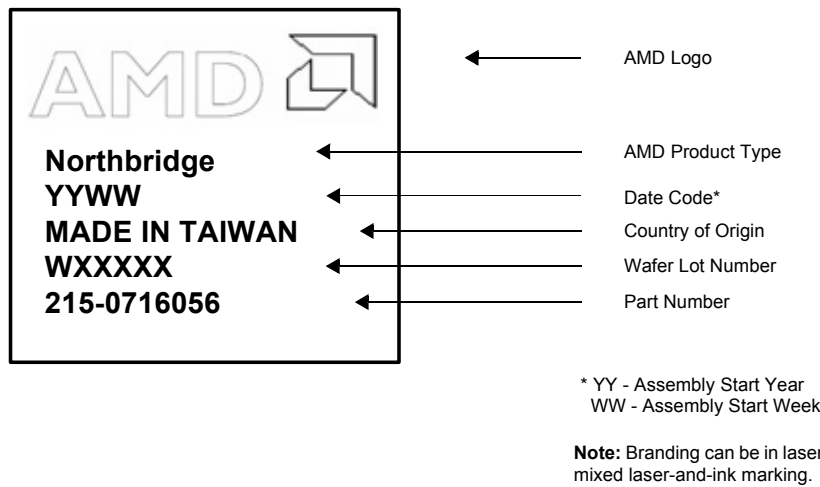 AMD
AMD Logo
Northbridge
AMD Product Type
YYWW
Date Code*
MADE IN TAIWAN
Country of Origin
WXXXXX
Wafer Lot Number
215-0716056
Part Number
* YY - Assembly Start Year
WW - Assembly Start Week
Note: Branding can be in laser
mixed laser-and-ink marking.